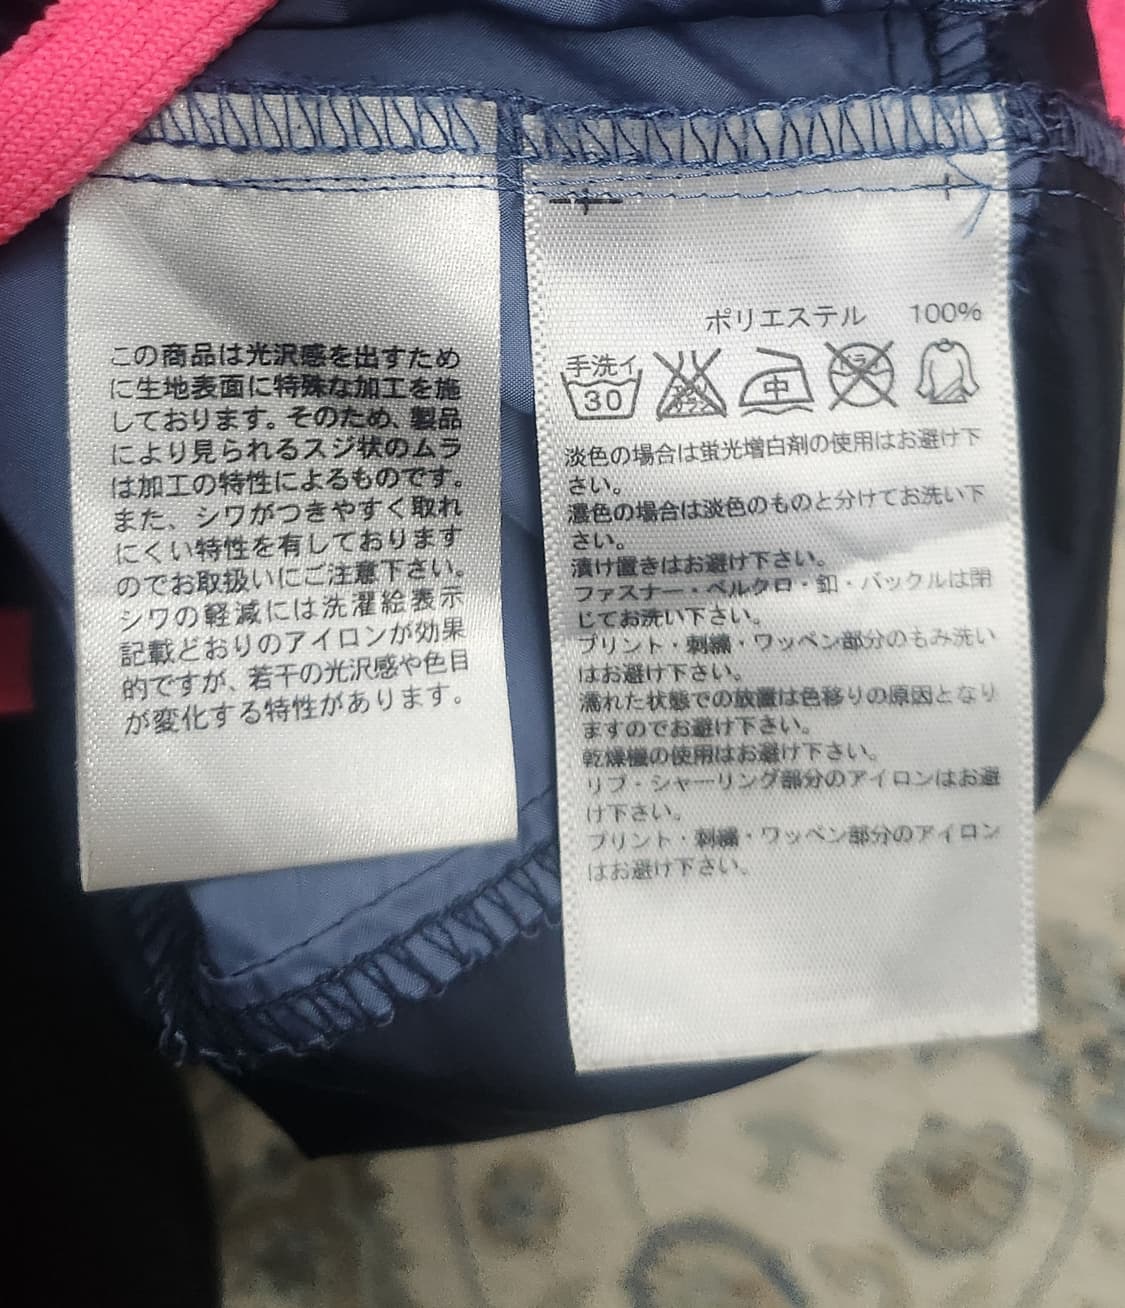 この商品は光沢感を出すため
に生地表面に特殊な加工を施
しております。そのため、製品
により見られるスジ状のムラ
は加工の特性によるものです。
また、シワがつきやすく取れ
にくい特性を有しております
のでお取扱いにご注意下さい。
シワの軽減には洗濯絵表示
記載どおりのアイロンが効果
的ですが、若干の光沢感や色目
が変化する特性があります。
ポリエステル 100%
手洗イ
30
中
淡色の場合は蛍光増白剤の使用はお避け下
さい。
濃色の場合は淡色のものと分けてお洗い下
さい。
漬け置きはお避け下さい。
ファスナー・ベルクロ・釦・バックルは閉
じてお洗い下さい。
プリント・刺繍・ワッペン部分のもみ洗い
はお避け下さい。
濡れた状態での放置は色移りの原因となり
ますのでお避け下さい。
乾燥機の使用はお避け下さい。
リブ・シャーリング部分のアイロンはお避
け下さい。
プリント・刺繍・ワッペン部分のアイロン
はお避け下さい。